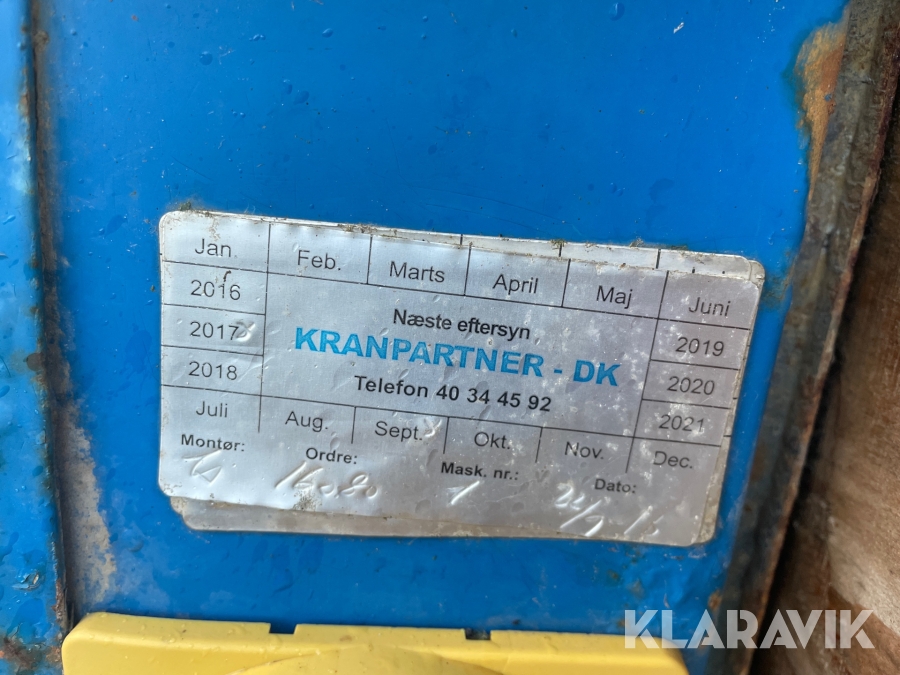 Jan. Feb. Marts April Maj Juni
2016 Næste eftersyn 2019
2017 KRANPARTNER - DK 2020
2018 Telefon 40 34 45 92 2021
Juli Aug. Sept. Okt. Nov. Dec.
Montør: Ordre: Mask. nr.: Dato:
KLARAVIK